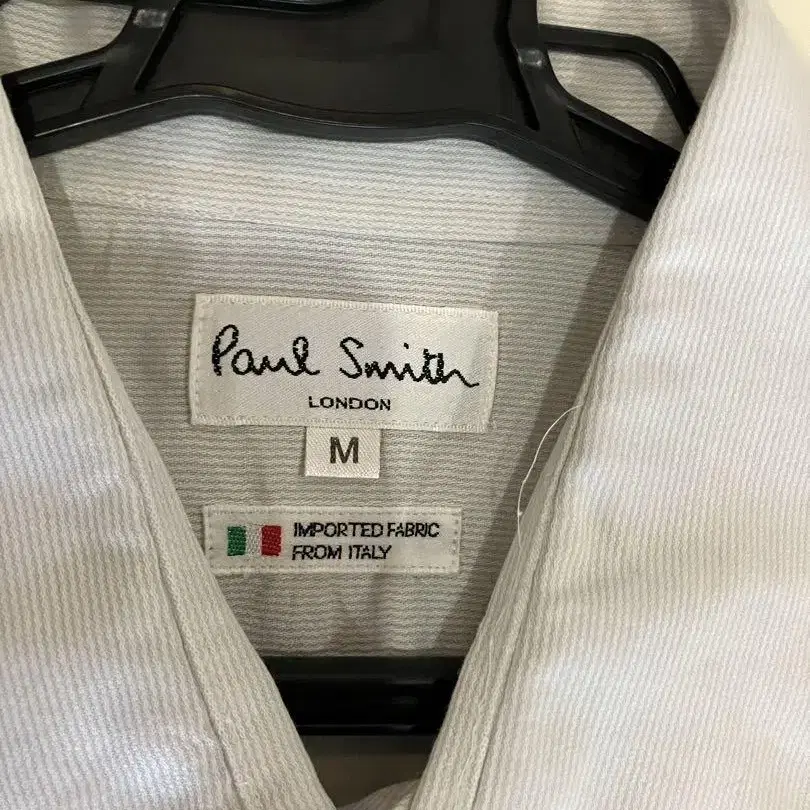 Paul Smith
LONDON
M
IMPORTED FABRIC
FROM ITALY